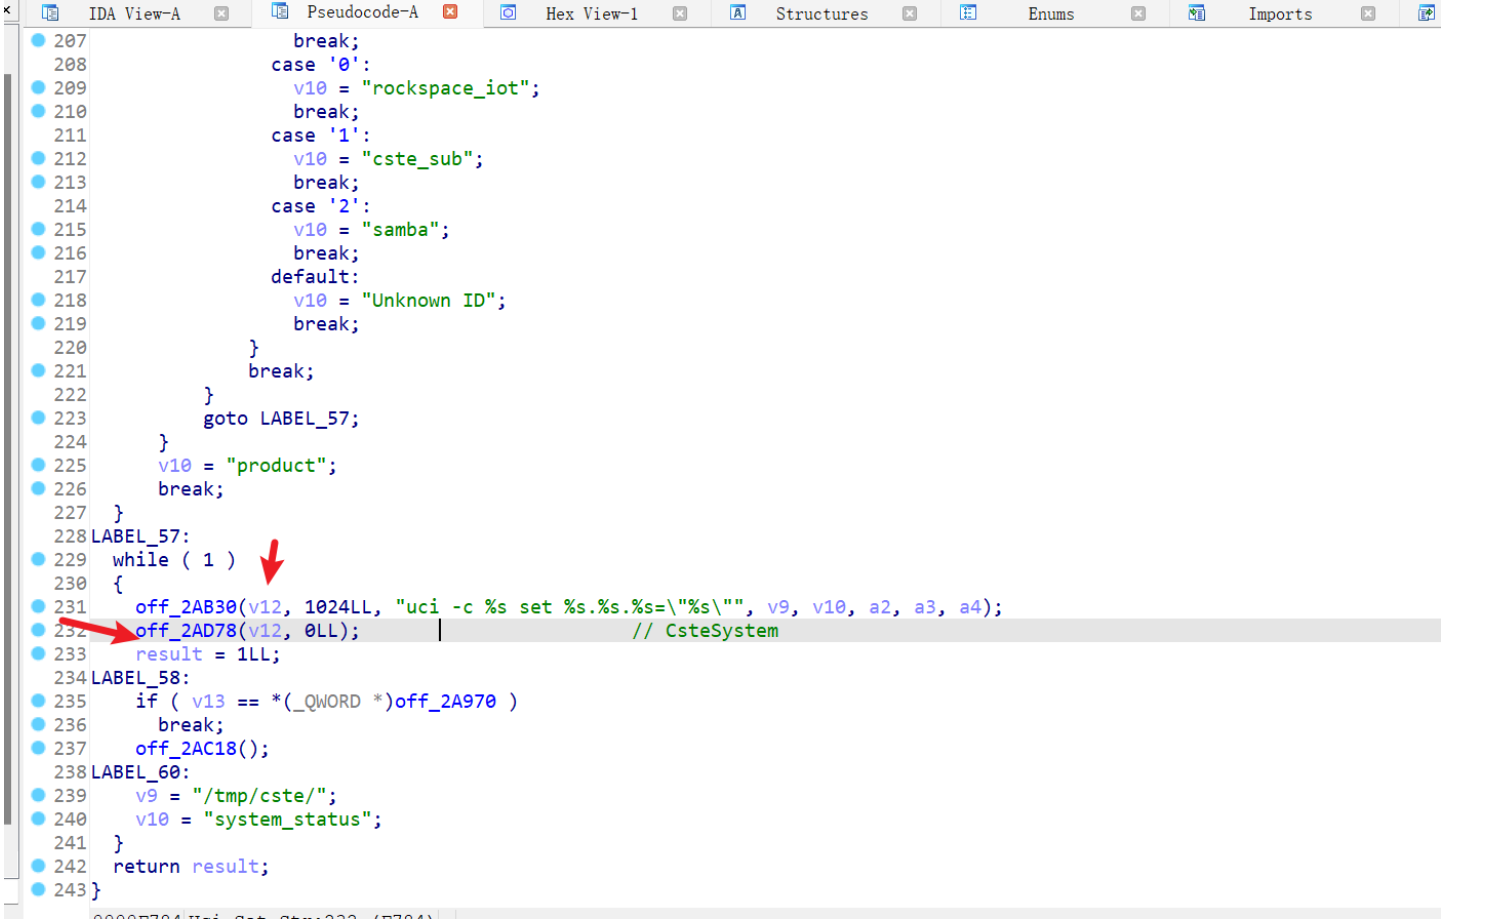 IDA View-A Pseudocode-A Hex View-1 Structures Enums Imports
207 break;
208 case '0':
209 v10 = "rockspace_iot";
210 break;
211 case '1':
212 v10 = "cste_sub";
213 break;
214 case '2':
215 v10 = "samba";
216 break;
217 default:
218 v10 = "Unknown ID";
219 break;
220 }
221 break;
222 }
223 goto LABEL_57;
224 }
225 v10 = "product";
226 break;
227 }
228 LABEL_57:
229 while ( 1 )
230 {
231 off_2AB30(v12, 1024LL, "uci -c %s set %s.%s.%s=\"%s\"", v9, v10, a2, a3, a4);
232 off_2AD78(v12, 0LL); // CsteSystem
233 result = 1LL;
234 LABEL_58:
235 if ( v13 == *(_QWORD *)off_2A970 )
236 break;
237 off_2AC18();
238 LABEL_60:
239 v9 = "/tmp/cste/";
240 v10 = "system_status";
241 }
242 return result;
243 }